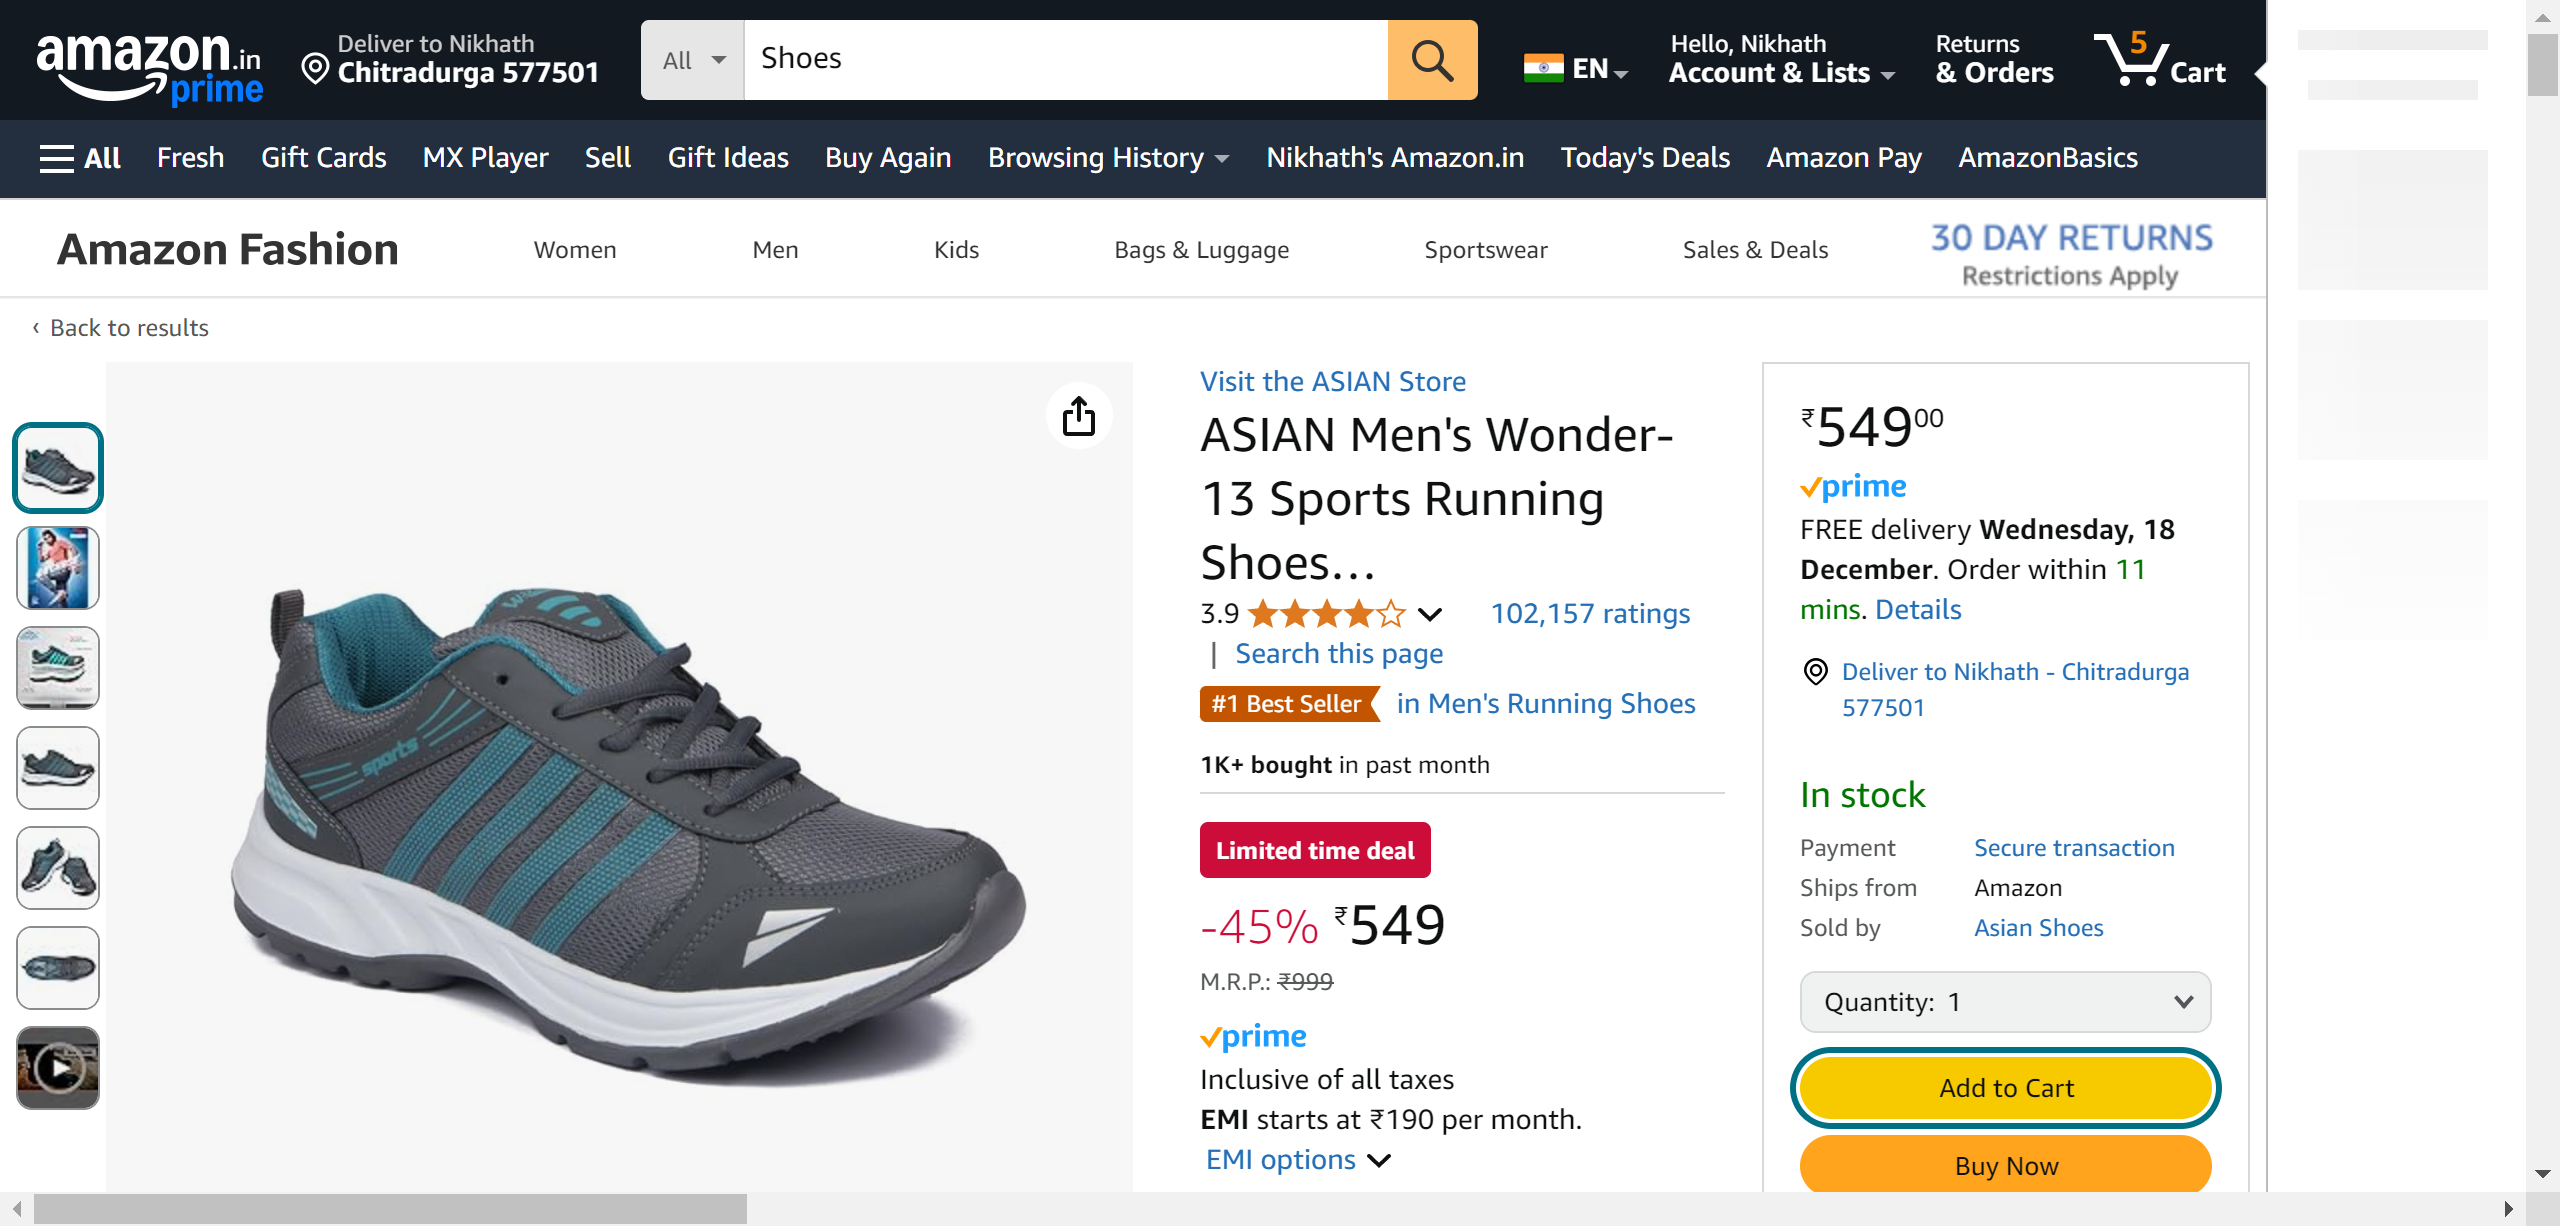 amazon.in
prime
Deliver to Nikhath
Chitradurga 577501
All
Shoes
EN
Hello, Nikhath
Account & Lists
Returns
& Orders
5
Cart
All
Fresh
Gift Cards
MX Player
Sell
Gift Ideas
Buy Again
Browsing History
Nikhath's Amazon.in
Today's Deals
Amazon Pay
AmazonBasics
Amazon Fashion
Women
Men
Kids
Bags & Luggage
Sportswear
Sales & Deals
30 DAY RETURNS
Restrictions Apply
‹ Back to results
sports
Visit the ASIAN Store
ASIAN Men's Wonder-
13 Sports Running
Shoes…
3.9
102,157 ratings
| Search this page
#1 Best Seller in Men's Running Shoes
1K+ bought in past month
Limited time deal
-45% ₹549
M.R.P.: ₹999
prime
Inclusive of all taxes
EMI starts at ₹190 per month.
EMI options
₹54900
prime
FREE delivery Wednesday, 18
December. Order within 11
mins. Details
Deliver to Nikhath - Chitradurga
577501
In stock
Payment Secure transaction
Ships from Amazon
Sold by Asian Shoes
Quantity: 1
Add to Cart
Buy Now